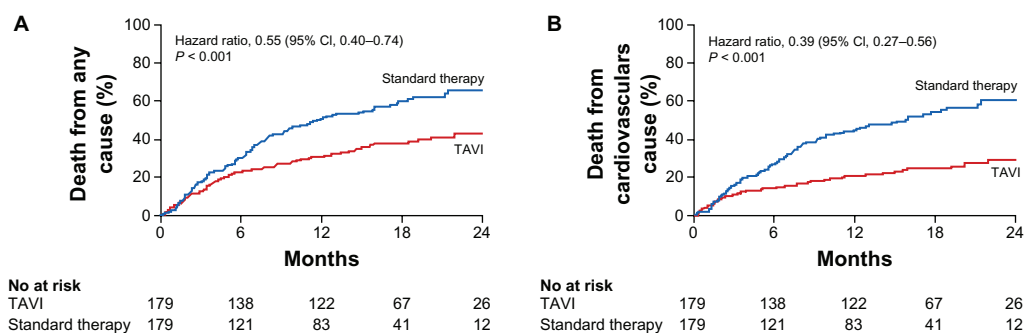 A
Death from any
cause (%)
100
80
60
40
20
0
Hazard ratio, 0.55 (95% CI, 0.40–0.74)
P < 0.001
Standard therapy
TAVI
0 6 12 18 24
Months
No at risk
TAVI 179 138 122 67 26
Standard therapy 179 121 83 41 12
B
Death from
cardiovasculars
cause (%)
100
80
60
40
20
0
Hazard ratio, 0.39 (95% CI, 0.27–0.56)
P < 0.001
Standard therapy
TAVI
0 6 12 18 24
Months
No at risk
TAVI 179 138 122 67 26
Standard therapy 179 121 83 41 12